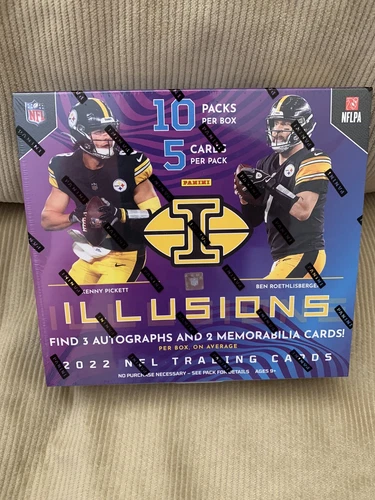 NFL
10 PACKS
PER BOX
NFLPA
5 CARDS
PER PACK
PANINI
I
KENNY PICKETT
BEN ROETHLISBERGER
ILLUSIONS
FIND 3 AUTOGRAPHS AND 2 MEMORABILIA CARDS!
PER BOX, ON AVERAGE
2022 NFL TRADING CARDS
NO PURCHASE NECESSARY – SEE PACK FOR DETAILS AGES 9+